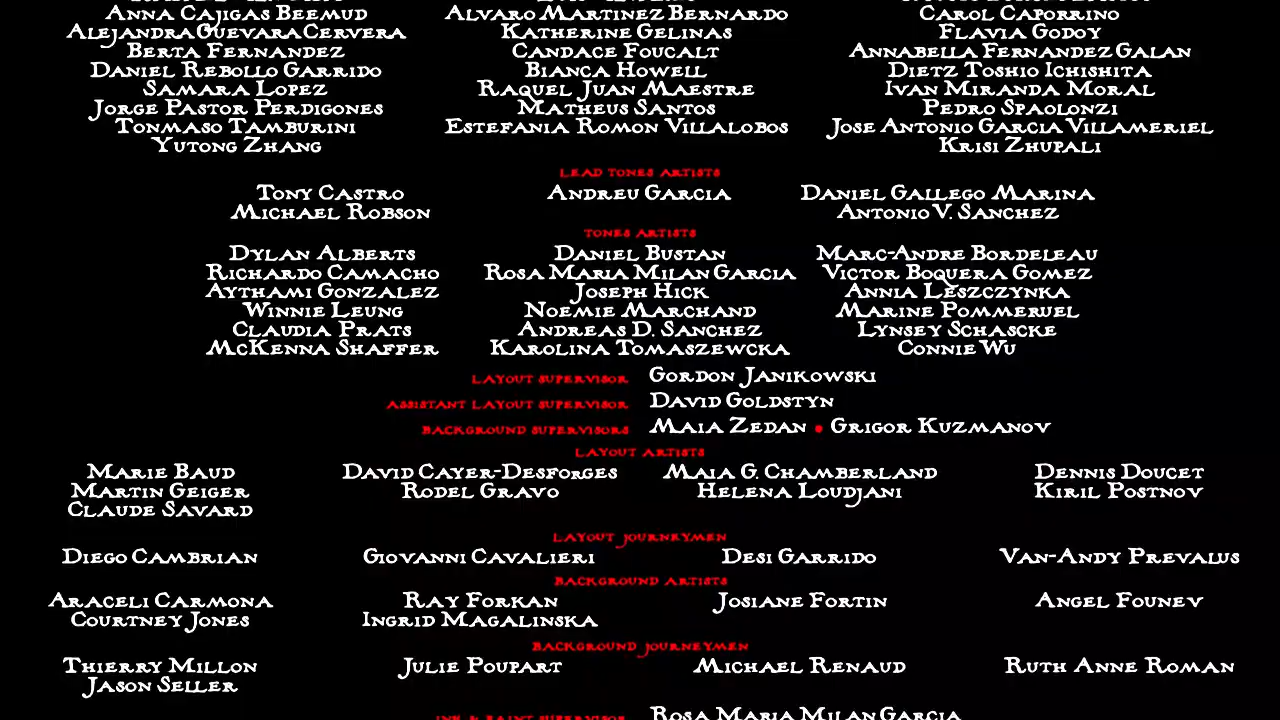 Anna Cajigas Beemud Alvaro Martinez Bernardo Carol Caporrino
Alejandra Guevara Cervera Katherine Gelinas Flavia Godoy
Berta Fernandez Candace Foucalt Annabella Fernandez Galan
Daniel Rebollo Garrido Bianca Howell Dietz Toshio Ichishita
Samara Lopez Raquel Juan Maestre Ivan Miranda Moral
Jorge Pastor Perdigones Matheus Santos Pedro Spaolonzi
Tonmaso Tamburini Estefania Romon Villalobos Jose Antonio Garcia Villameriel
Yutong Zhang Krisi Zhupali
Lead Tones Artists
Tony Castro Andreu Garcia Daniel Gallego Marina
Michael Robson Antonio V. Sanchez
Tones Artists
Dylan Alberts Daniel Bustan Marc-Andre Bordeleau
Richardo Camacho Rosa Maria Milan Garcia Victor Boquera Gomez
Aythami Gonzalez Joseph Hick Annia Leszczynka
Winnie Leung Noemie Marchand Marine Pommeruel
Claudia Prats Andreas D. Sanchez Lynsey Schascke
McKenna Shaffer Karolina Tomaszewcka Connie Wu
Layout Supervisor Gordon Janikowski
Assistant Layout Supervisor David Goldstyn
Background Supervisors Maia Zedan • Grigor Kuzmanov
Layout Artists
Marie Baud David Cayer-Desforges Maia G. Chamberland Dennis Doucet
Martin Geiger Rodel Gravo Helena Loudjani Kiril Postnov
Claude Savard
Layout Journeymen
Diego Cambrian Giovanni Cavalieri Desi Garrido Van-Andy Prevalus
Background Artists
Araceli Carmona Ray Forkan Josiane Fortin Angel Founev
Courtney Jones Ingrid Magalinska
Background Journeymen
Thierry Millon Julie Poupart Michael Renaud Ruth Anne Roman
Jason Seller
Ink & Paint Supervisor Rosa Maria Milan Garcia